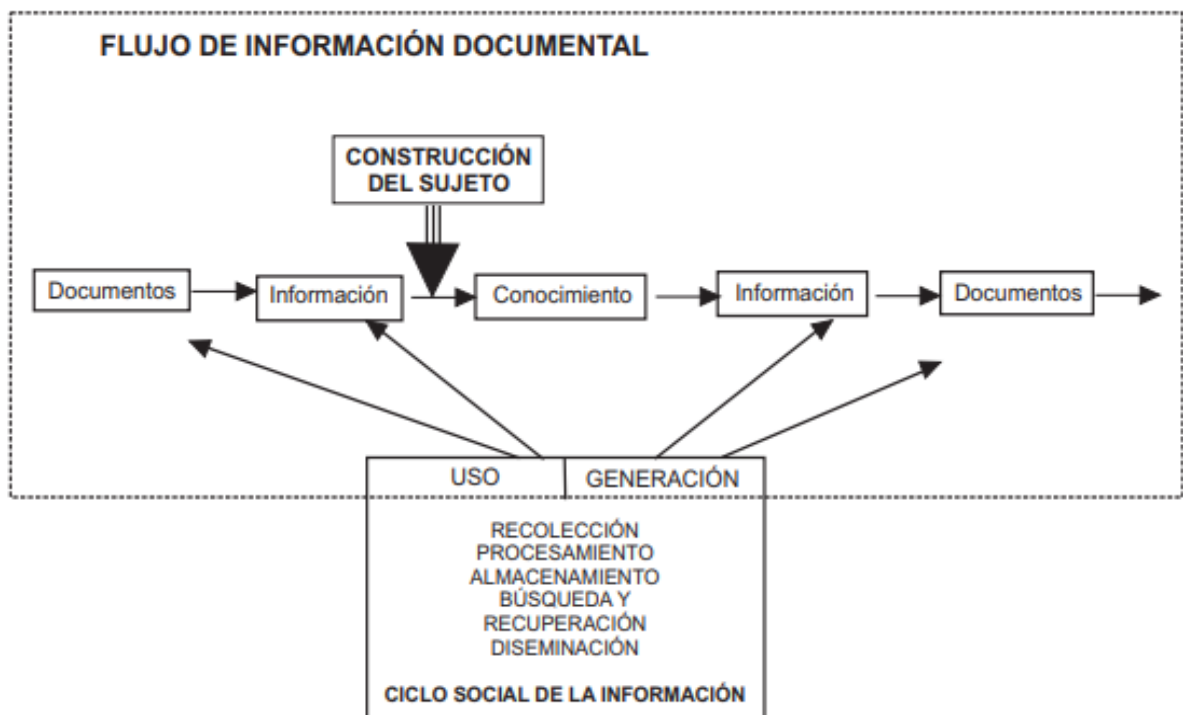 FLUJO DE INFORMACIÓN DOCUMENTAL
CONSTRUCCIÓN
DEL SUJETO
Documentos
Información
Conocimiento
Información
Documentos
USO
GENERACIÓN
RECOLECCIÓN
PROCESAMIENTO
ALMACENAMIENTO
BÚSQUEDA Y
RECUPERACIÓN
DISEMINACIÓN
CICLO SOCIAL DE LA INFORMACIÓN